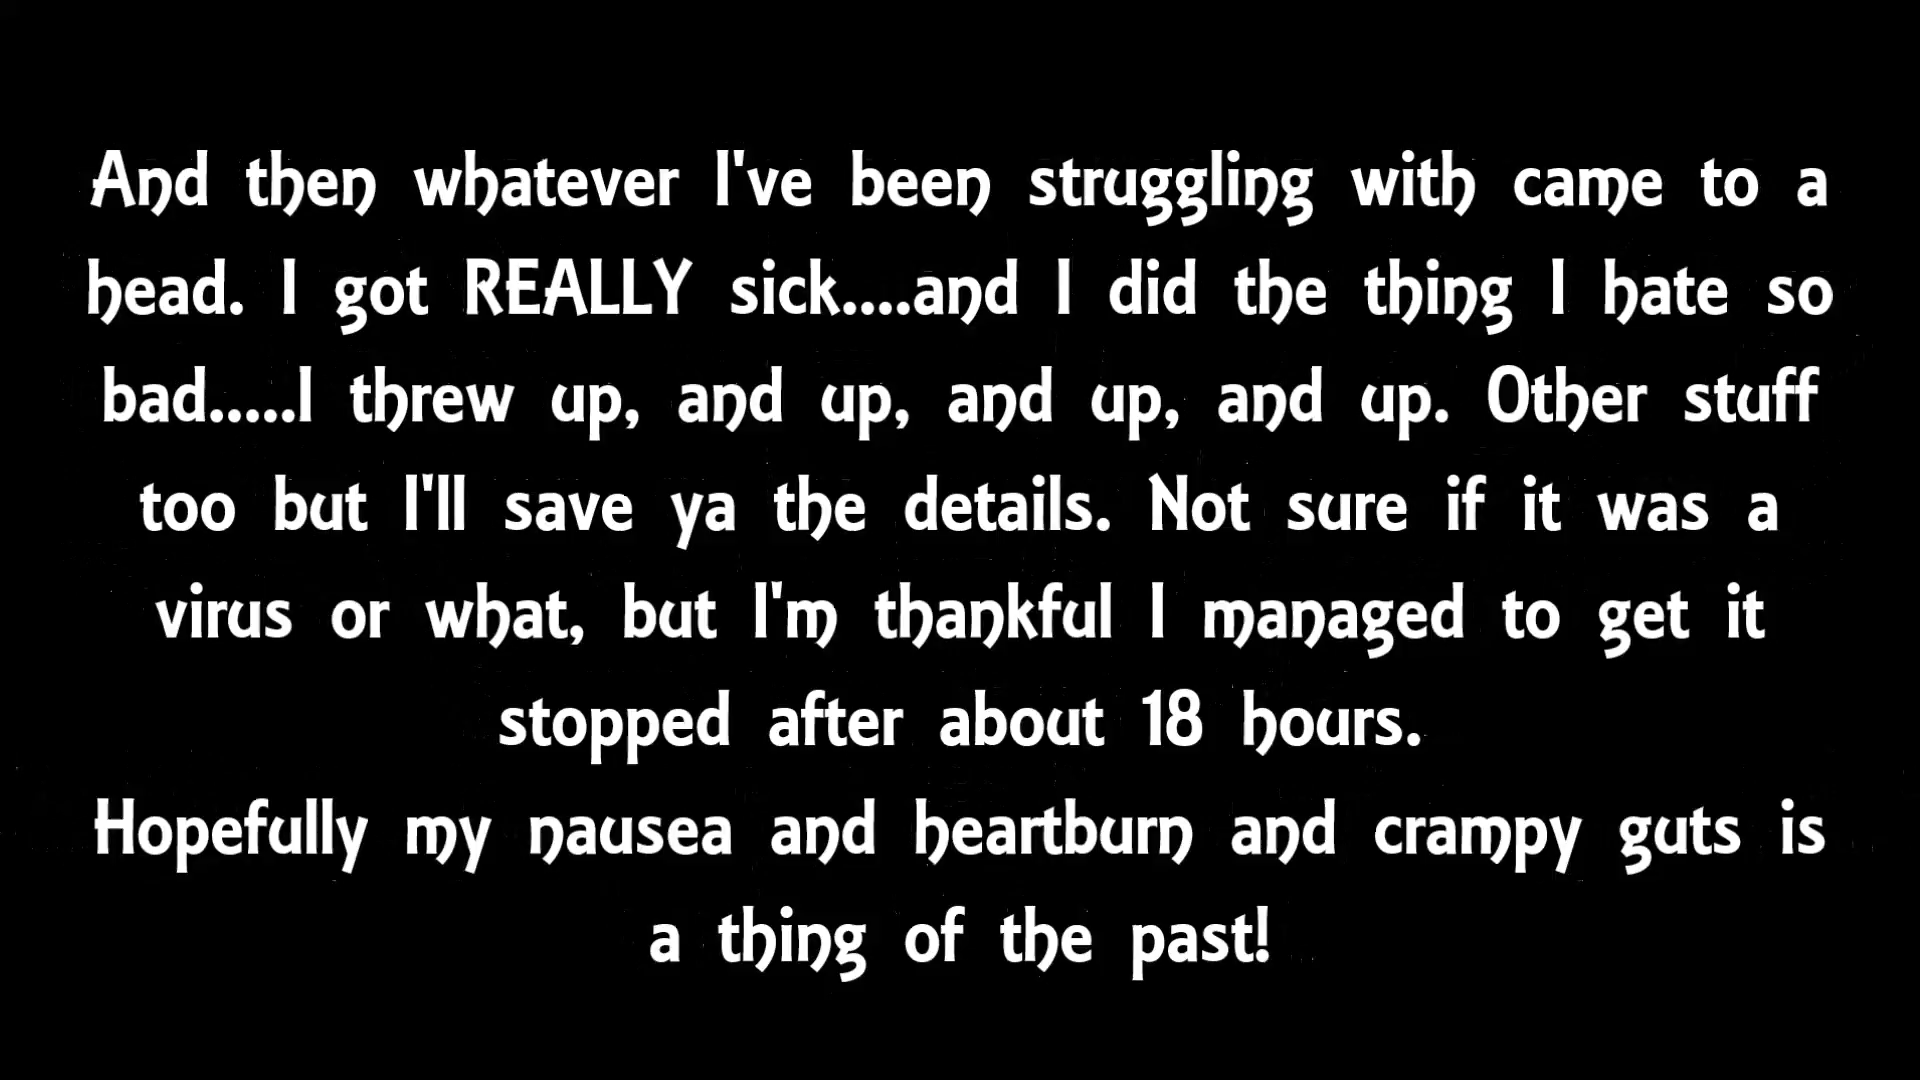 And then whatever I've been struggling with came to a
head. I got REALLY sick....and I did the thing I hate so
bad.....I threw up, and up, and up, and up. Other stuff
too but I'll save ya the details. Not sure if it was a
virus or what, but I'm thankful I managed to get it
stopped after about 18 hours.
Hopefully my nausea and heartburn and crampy guts is
a thing of the past!